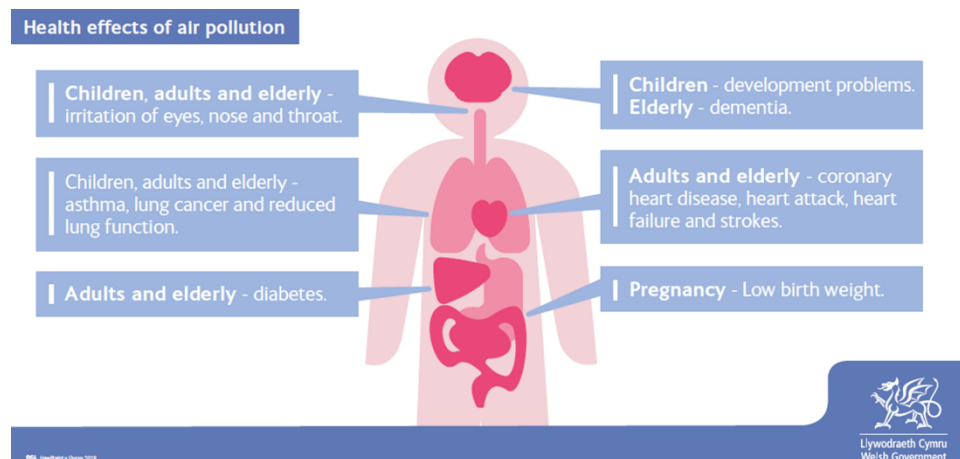 Health effects of air pollution
Children, adults and elderly -
irritation of eyes, nose and throat.
Children, adults and elderly -
asthma, lung cancer and reduced
lung function.
Adults and elderly - diabetes.
Children - development problems.
Elderly - dementia.
Adults and elderly - coronary
heart disease, heart attack, heart
failure and strokes.
Pregnancy - Low birth weight.
Llywodraeth Cymru
Welsh Government